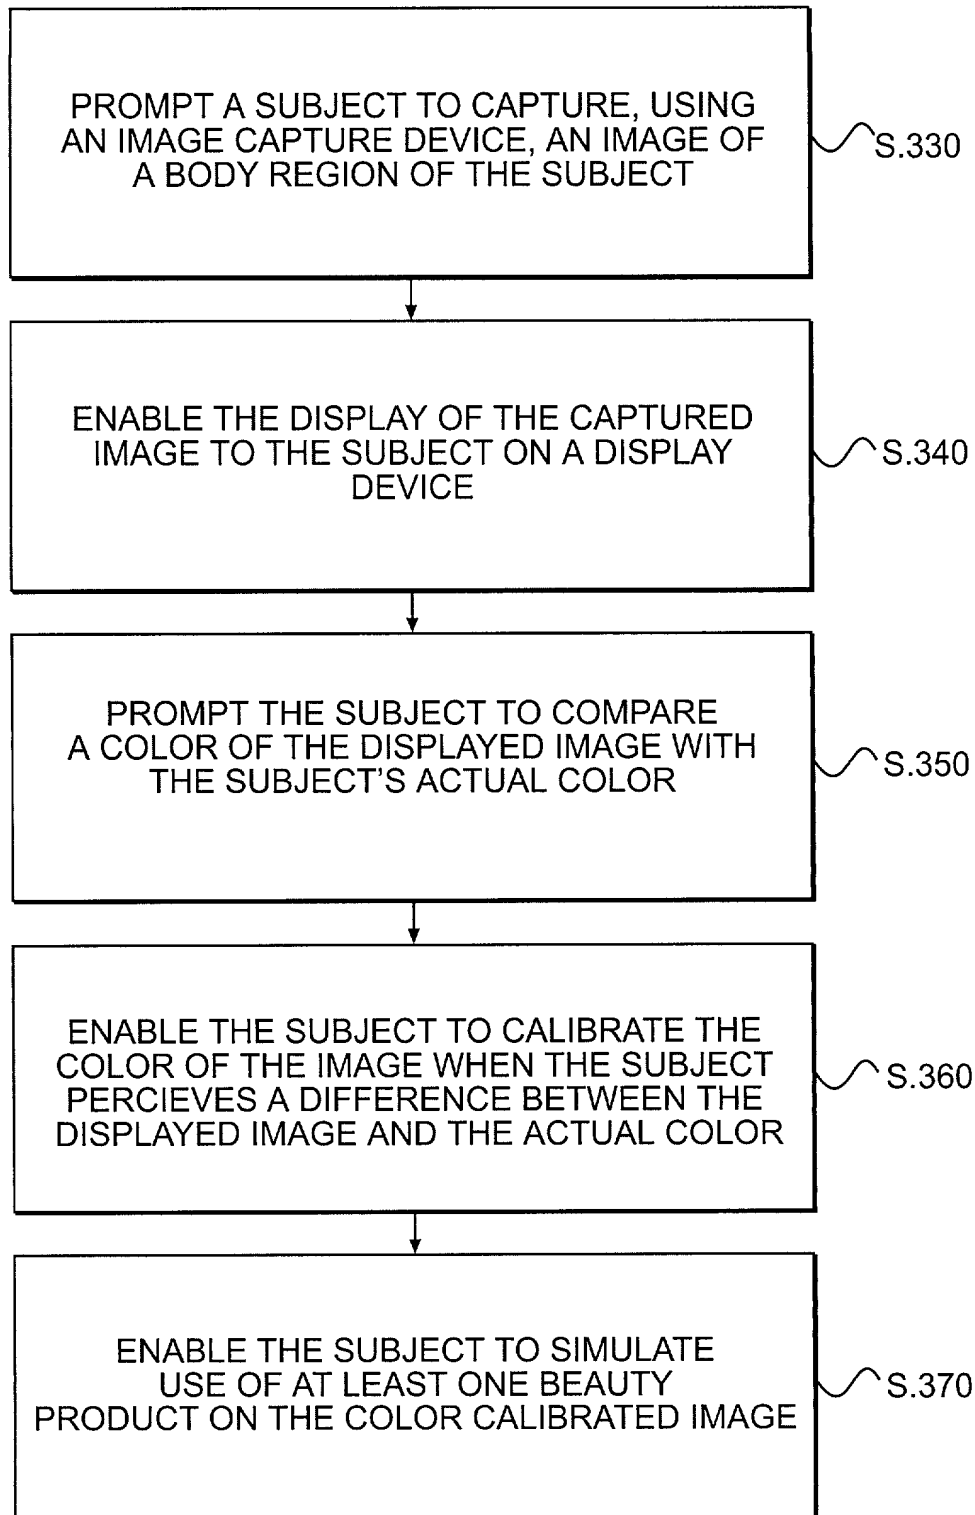 PROMPT A SUBJECT TO CAPTURE, USING
AN IMAGE CAPTURE DEVICE, AN IMAGE OF
A BODY REGION OF THE SUBJECT
S.330
ENABLE THE DISPLAY OF THE CAPTURED
IMAGE TO THE SUBJECT ON A DISPLAY
DEVICE
S.340
PROMPT THE SUBJECT TO COMPARE
A COLOR OF THE DISPLAYED IMAGE WITH
THE SUBJECT'S ACTUAL COLOR
S.350
ENABLE THE SUBJECT TO CALIBRATE THE
COLOR OF THE IMAGE WHEN THE SUBJECT
PERCIEVES A DIFFERENCE BETWEEN THE
DISPLAYED IMAGE AND THE ACTUAL COLOR
S.360
ENABLE THE SUBJECT TO SIMULATE
USE OF AT LEAST ONE BEAUTY
PRODUCT ON THE COLOR CALIBRATED IMAGE
S.370